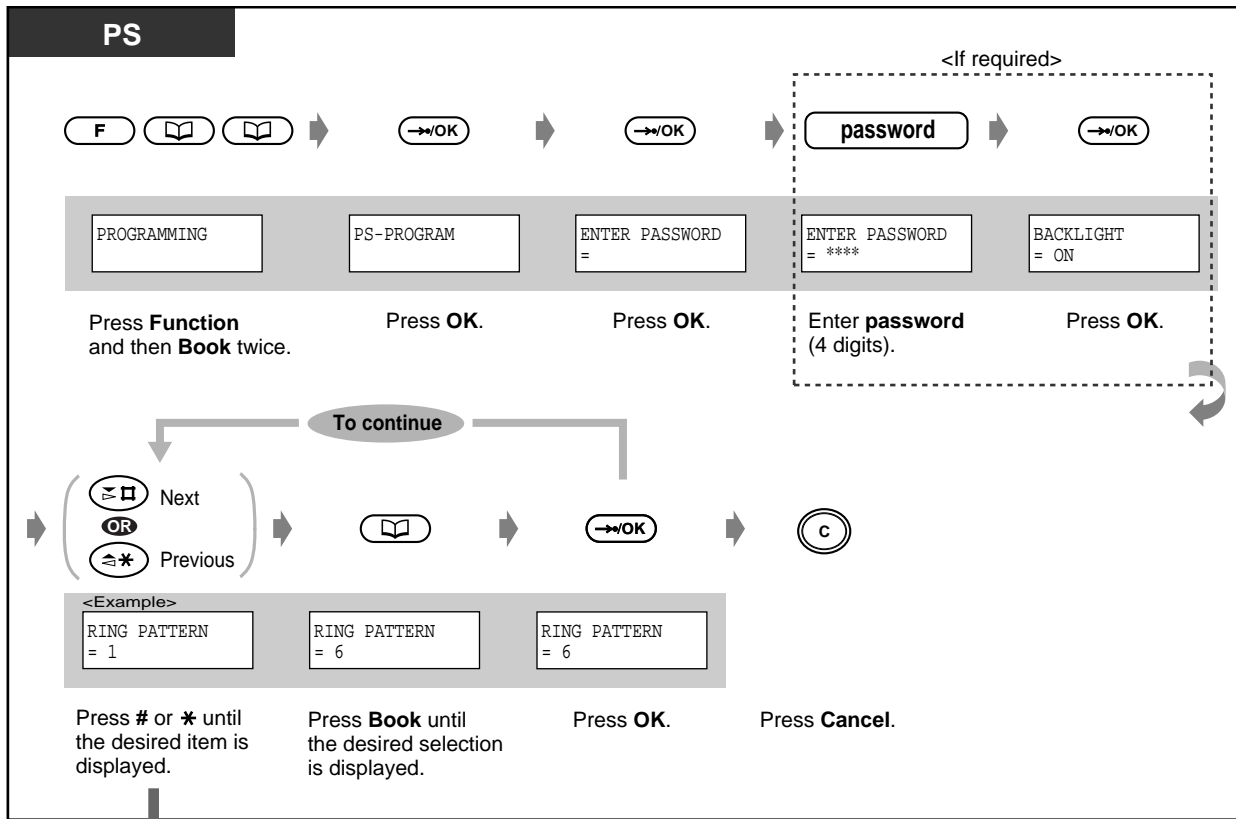 PS
<If required>
F
/OK
/OK
password
/OK
PROGRAMMING
PS-PROGRAM
ENTER PASSWORD
=
ENTER PASSWORD
= ****
BACKLIGHT
= ON
Press Function
and then Book twice.
Press OK.
Press OK.
Enter password
(4 digits).
Press OK.
To continue
# Next
OR
* Previous
/OK
C
<Example>
RING PATTERN
= 1
RING PATTERN
= 6
RING PATTERN
= 6
Press # or * until
the desired item is
displayed.
Press Book until
the desired selection
is displayed.
Press OK.
Press Cancel.